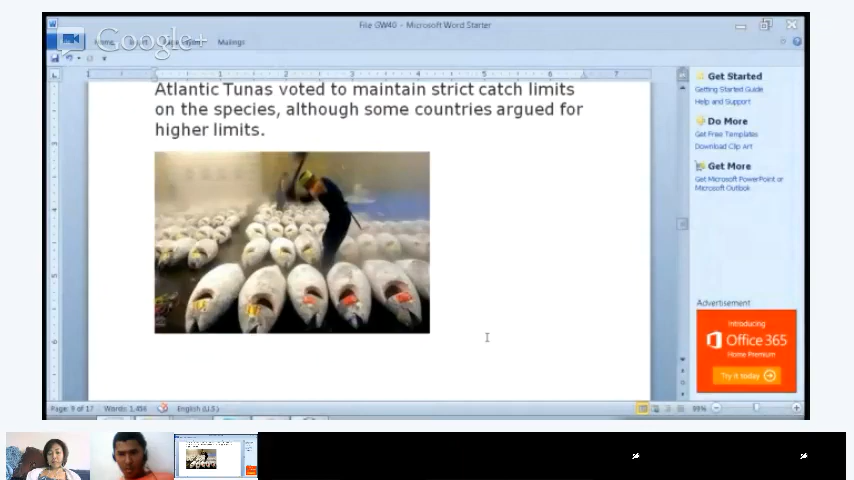 File GW40 - Microsoft Word Starter
Google+
Mailings
Atlantic Tunas voted to maintain strict catch limits
on the species, although some countries argued for
higher limits.
Get Started
Getting Started Guide
Help and Support
Do More
Get Free Templates
Download Clip Art
Get More
Get Microsoft PowerPoint or
Microsoft Outlook
Advertisement
Introducing
Office 365
Home Premium
Try it today
Page: 9 of 17 Words: 1,456 English (U.S.) 99%